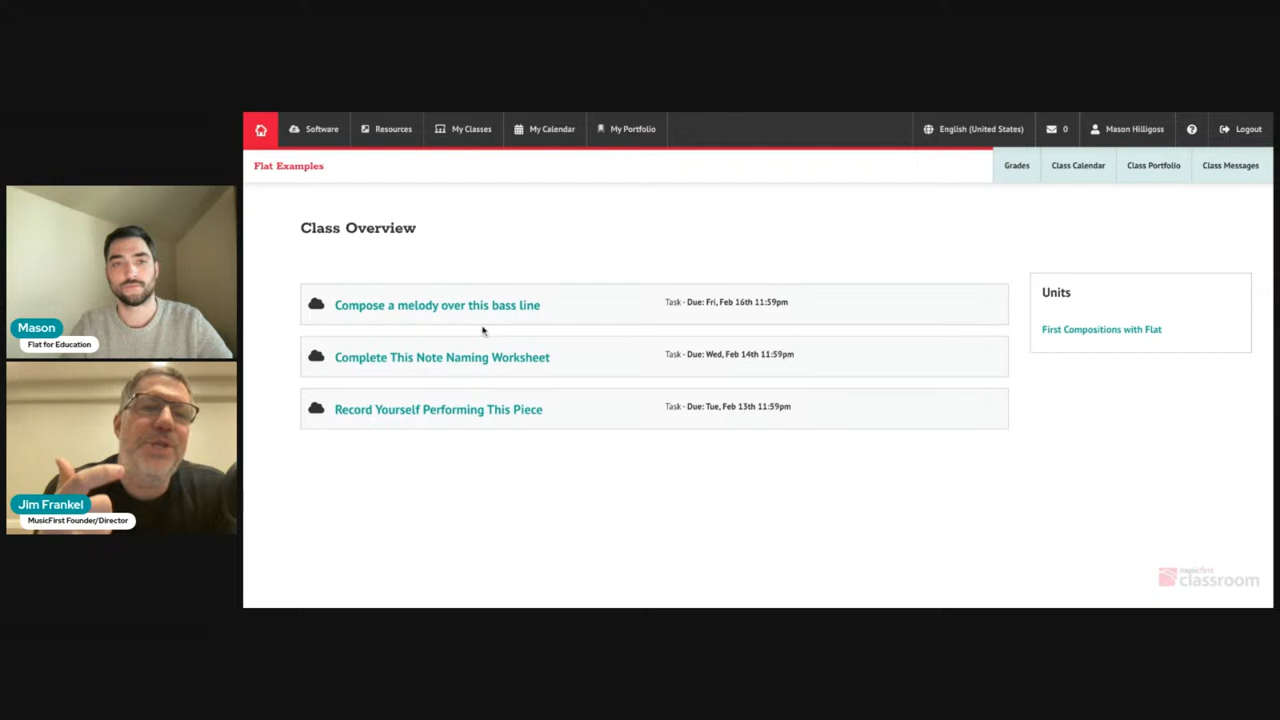 Software
Resources
My Classes
My Calendar
My Portfolio
English (United States)
0
Mason Hilligoss
?
Logout
Flat Examples
Grades
Class Calendar
Class Portfolio
Class Messages
Class Overview
Compose a melody over this bass line
Task - Due: Fri, Feb 16th 11:59pm
Complete This Note Naming Worksheet
Task - Due: Wed, Feb 14th 11:59pm
Record Yourself Performing This Piece
Task - Due: Tue, Feb 13th 11:59pm
Units
First Compositions with Flat
Mason
Flat for Education
Jim Frankel
MusicFirst Founder/Director
musicfirst
classroom